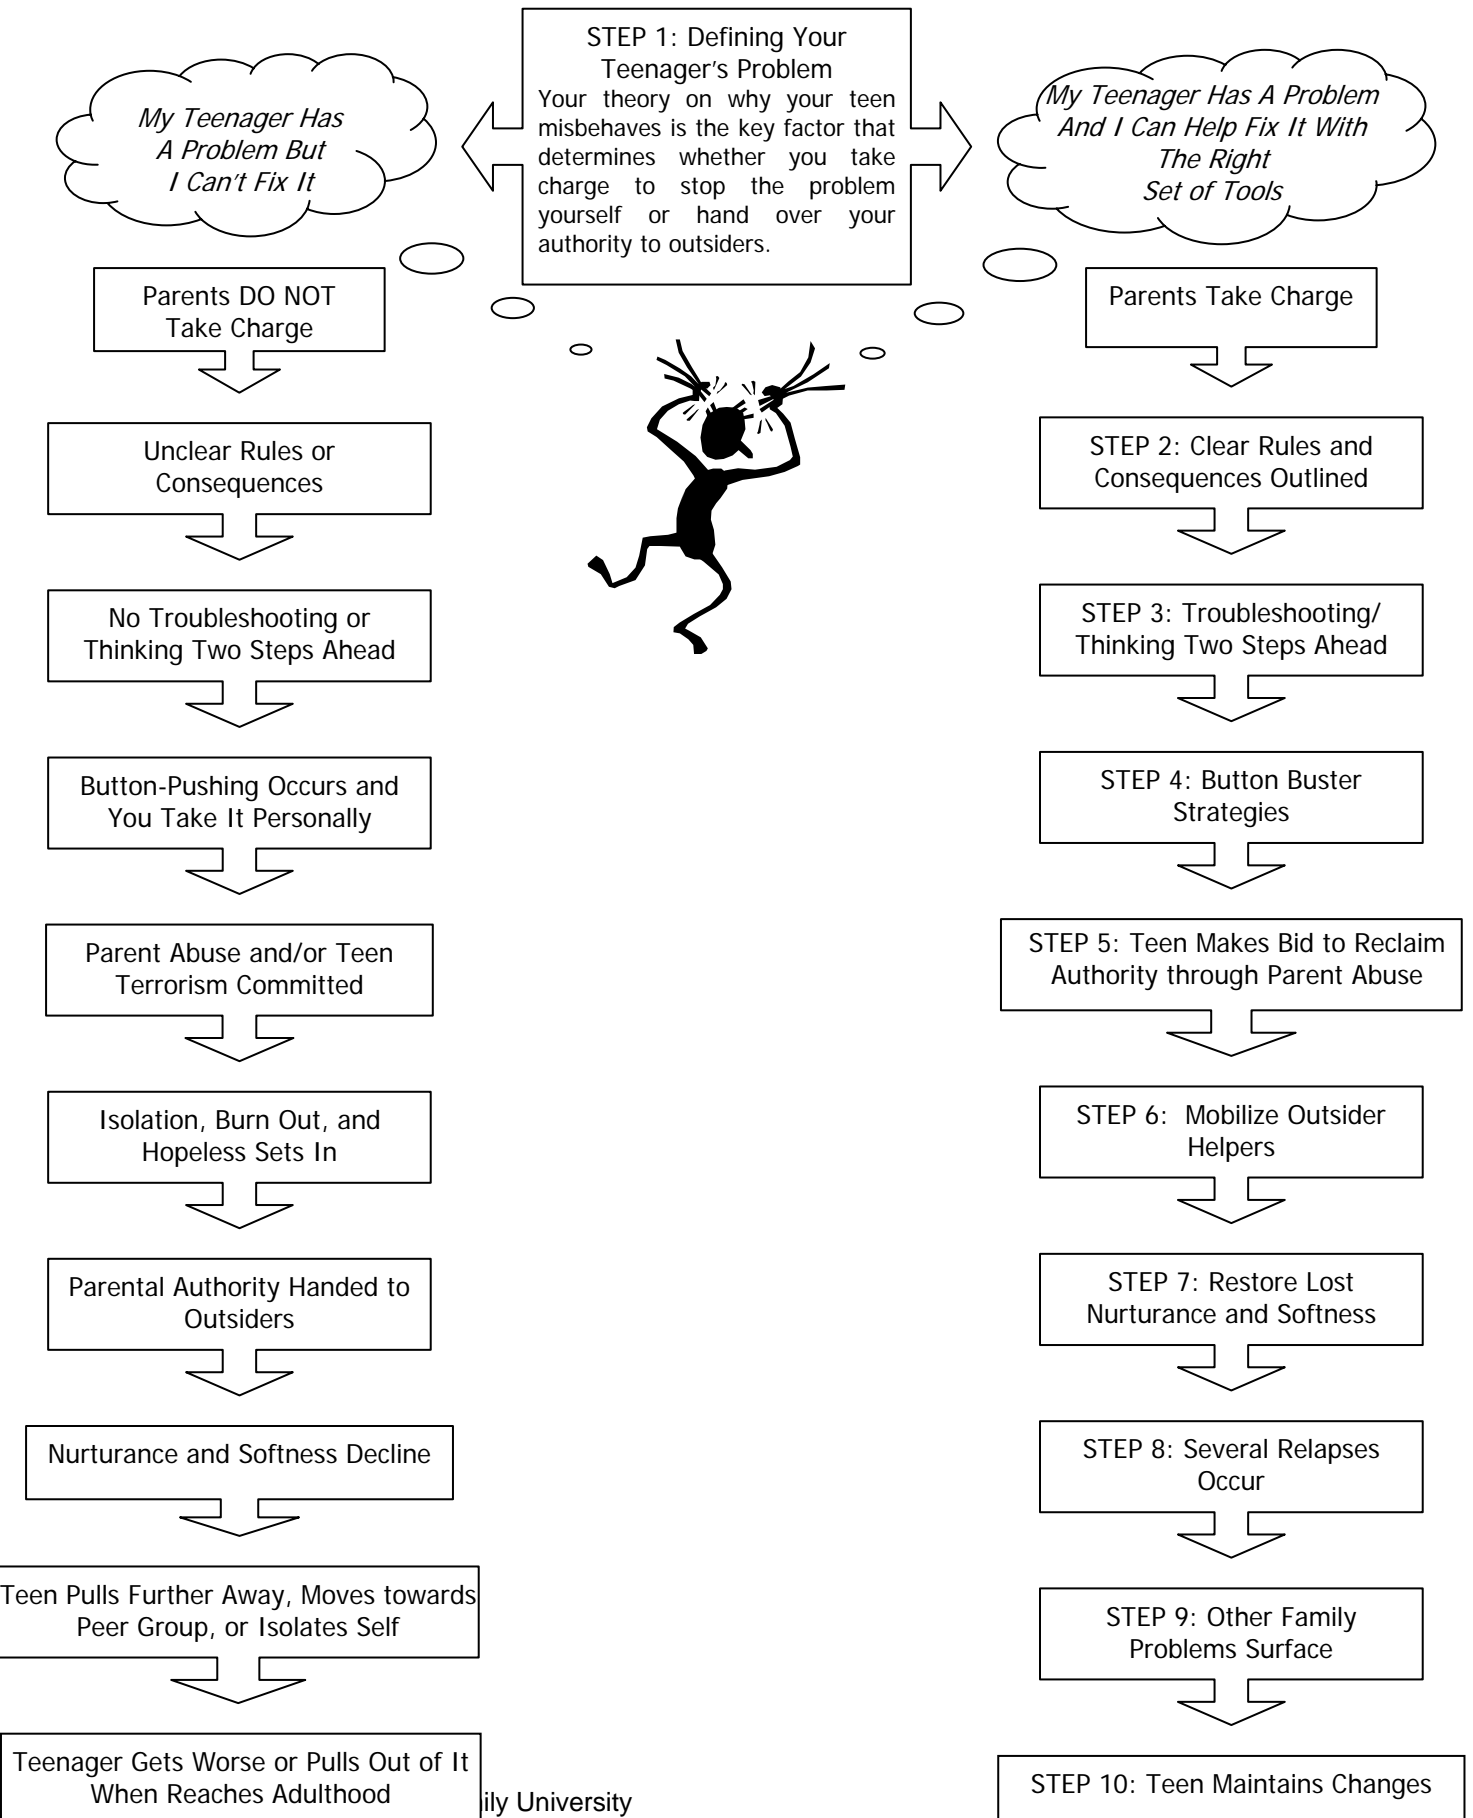 STEP 1: Defining Your
Teenager's Problem
Your theory on why your teen
misbehaves is the key factor that
determines whether you take
charge to stop the problem
yourself or hand over your
authority to outsiders.
My Teenager Has
A Problem But
I Can't Fix It
Parents DO NOT
Take Charge
Unclear Rules or
Consequences
No Troubleshooting or
Thinking Two Steps Ahead
Button-Pushing Occurs and
You Take It Personally
Parent Abuse and/or Teen
Terrorism Committed
Isolation, Burn Out, and
Hopeless Sets In
Parental Authority Handed to
Outsiders
Nurturance and Softness Decline
Teen Pulls Further Away, Moves towards
Peer Group, or Isolates Self
Teenager Gets Worse or Pulls Out of It
When Reaches Adulthood
My Teenager Has A Problem
And I Can Help Fix It With
The Right
Set of Tools
Parents Take Charge
STEP 2: Clear Rules and
Consequences Outlined
STEP 3: Troubleshooting/
Thinking Two Steps Ahead
STEP 4: Button Buster
Strategies
STEP 5: Teen Makes Bid to Reclaim
Authority through Parent Abuse
STEP 6: Mobilize Outsider
Helpers
STEP 7: Restore Lost
Nurturance and Softness
STEP 8: Several Relapses
Occur
STEP 9: Other Family
Problems Surface
STEP 10: Teen Maintains Changes
University